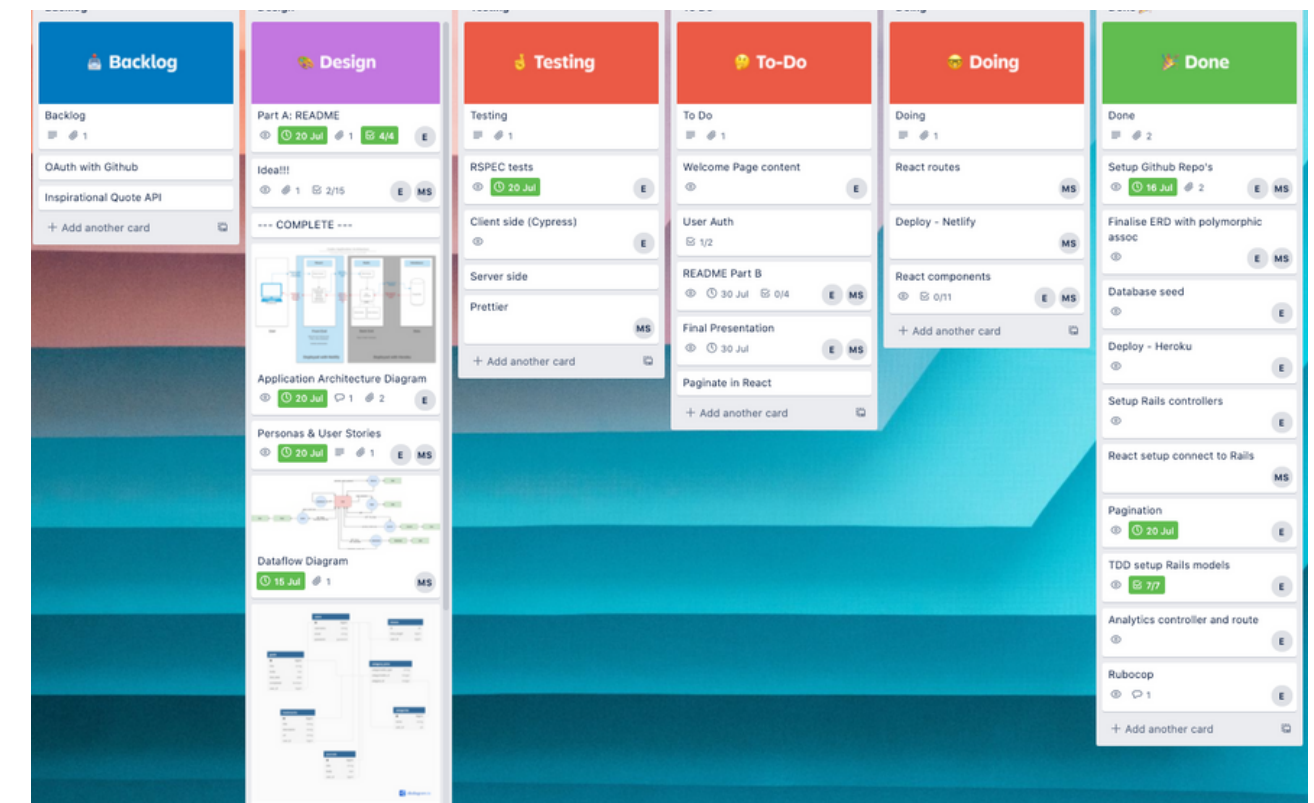 Backlog
Backlog
Backlog
1
OAuth with Github
Inspirational Quote API
+ Add another card
Design
Design
Part A: README
20 Jul 1 4/4 E
Idea!!!
1 2/15 E MS
--- COMPLETE ---
Application Architecture Diagram
20 Jul 1 2 E
Personas & User Stories
20 Jul 1 E MS
Dataflow Diagram
15 Jul 1 MS
Testing
Testing
Testing
1
RSPEC tests
20 Jul E
Client side (Cypress)
E
Server side
Prettier
MS
+ Add another card
To Do
To-Do
To Do
1
Welcome Page content
E
User Auth
1/2
README Part B
30 Jul 0/4 E MS
Final Presentation
30 Jul E MS
Paginate in React
+ Add another card
Doing
Doing
Doing
1
React routes
MS
Deploy - Netlify
MS
React components
0/11 E MS
+ Add another card
Done
Done
Done
2
Setup Github Repo's
16 Jul 2 E MS
Finalise ERD with polymorphic
assoc
E MS
Database seed
E
Deploy - Heroku
E
Setup Rails controllers
E
React setup connect to Rails
MS
Pagination
20 Jul E
TDD setup Rails models
7/7 E
Analytics controller and route
E
Rubocop
1 E
+ Add another card